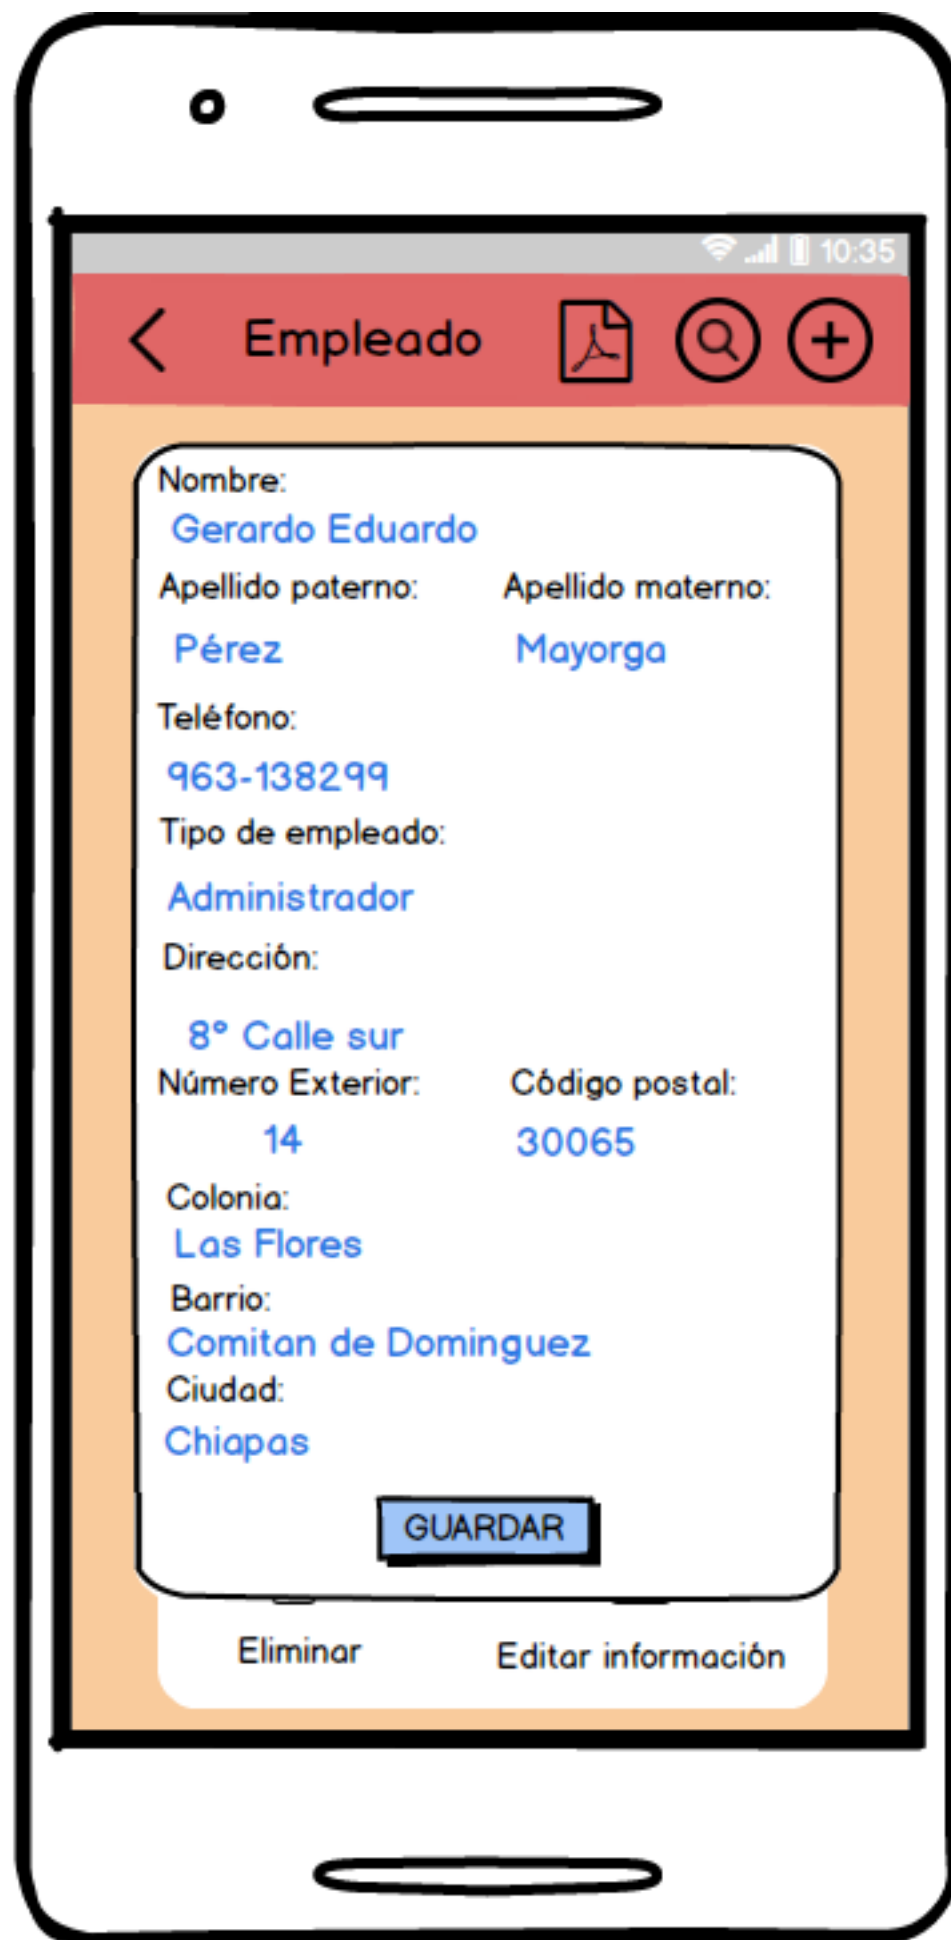 10:35
Empleado
Nombre:
Gerardo Eduardo
Apellido paterno: Apellido materno:
Pérez Mayorga
Teléfono:
963-138299
Tipo de empleado:
Administrador
Dirección:
8° Calle sur
Número Exterior: Código postal:
14 30065
Colonia:
Las Flores
Barrio:
Comitan de Dominguez
Ciudad:
Chiapas
GUARDAR
Eliminar Editar información